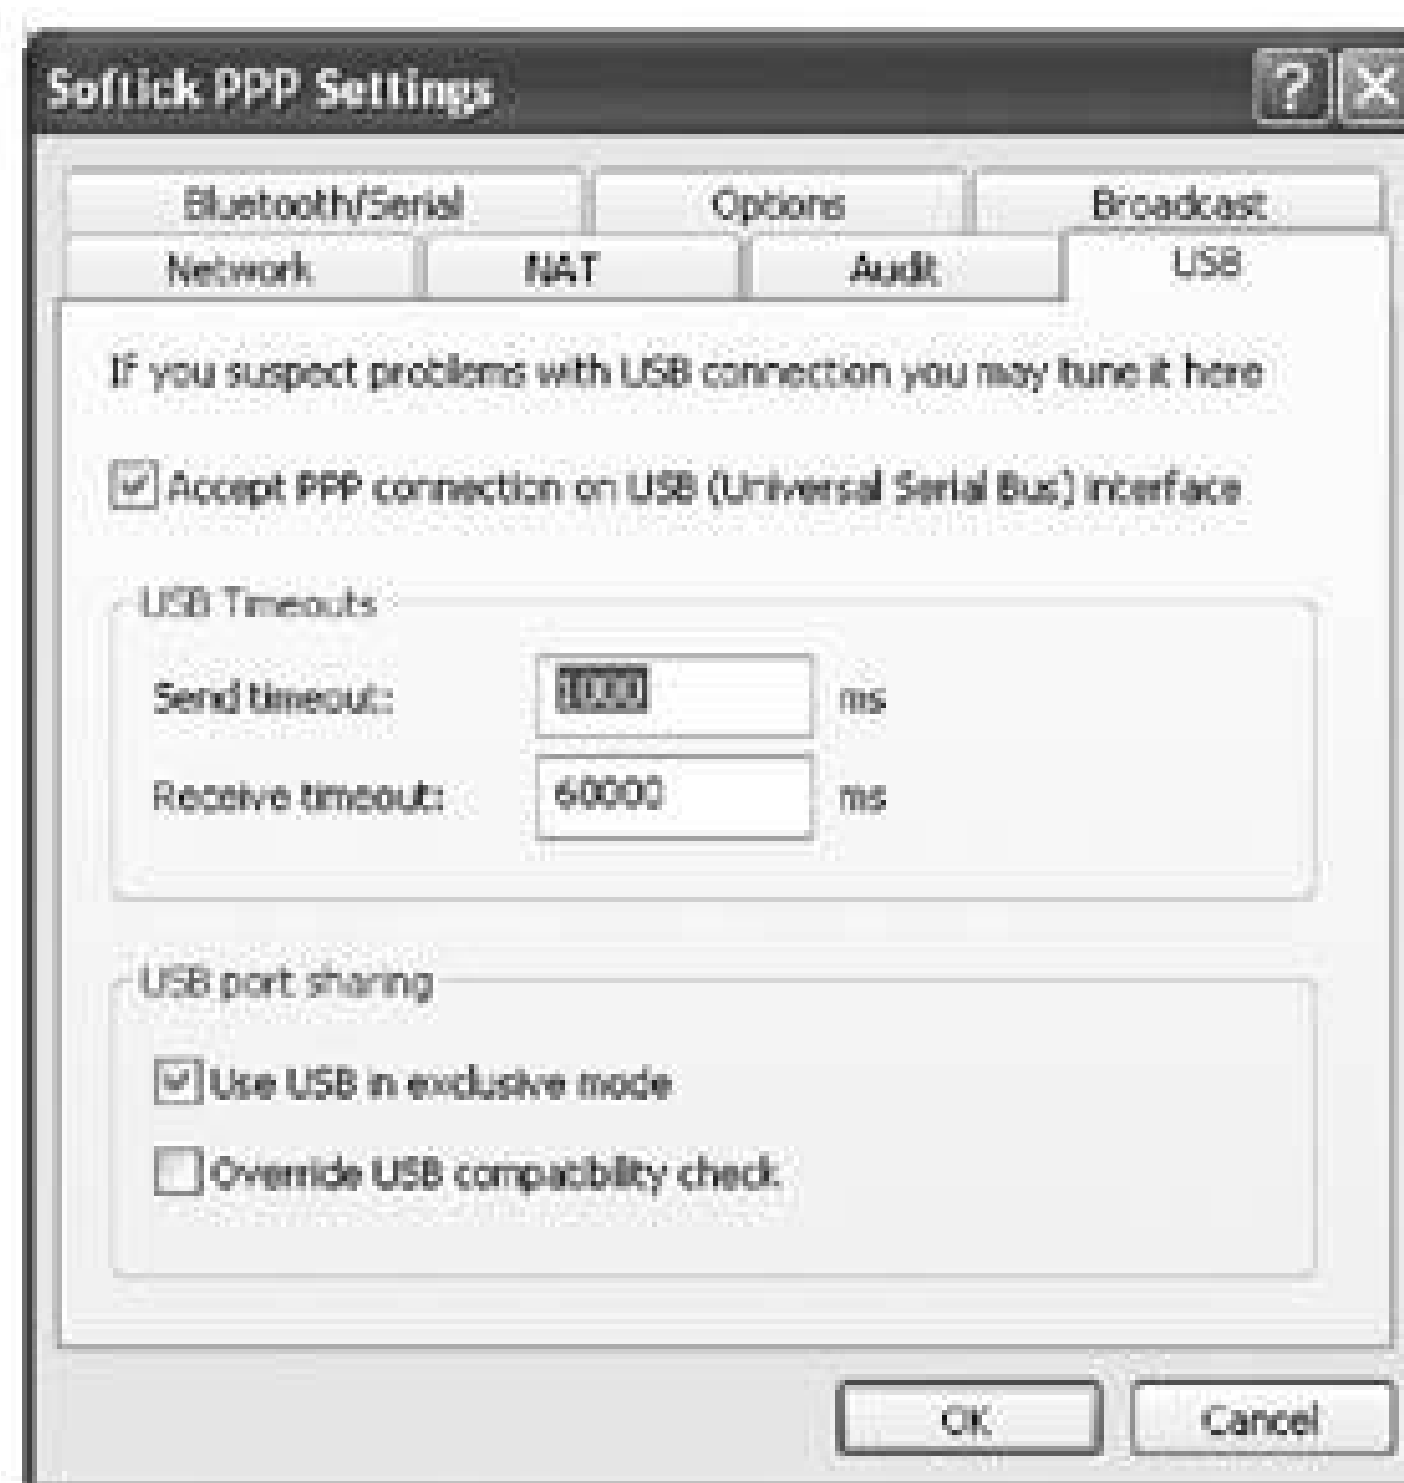 Softick PPP Settings
Bluetooth/Serial Options Broadcast
Network NAT Audit USB
If you suspect problems with USB connection you may tune it here
Accept PPP connection on USB (Universal Serial Bus) interface
USB Timeouts
Send timeout: 1000 ms
Receive timeout: 60000 ms
USB port sharing
Use USB in exclusive mode
Override USB compatibility check
OK Cancel